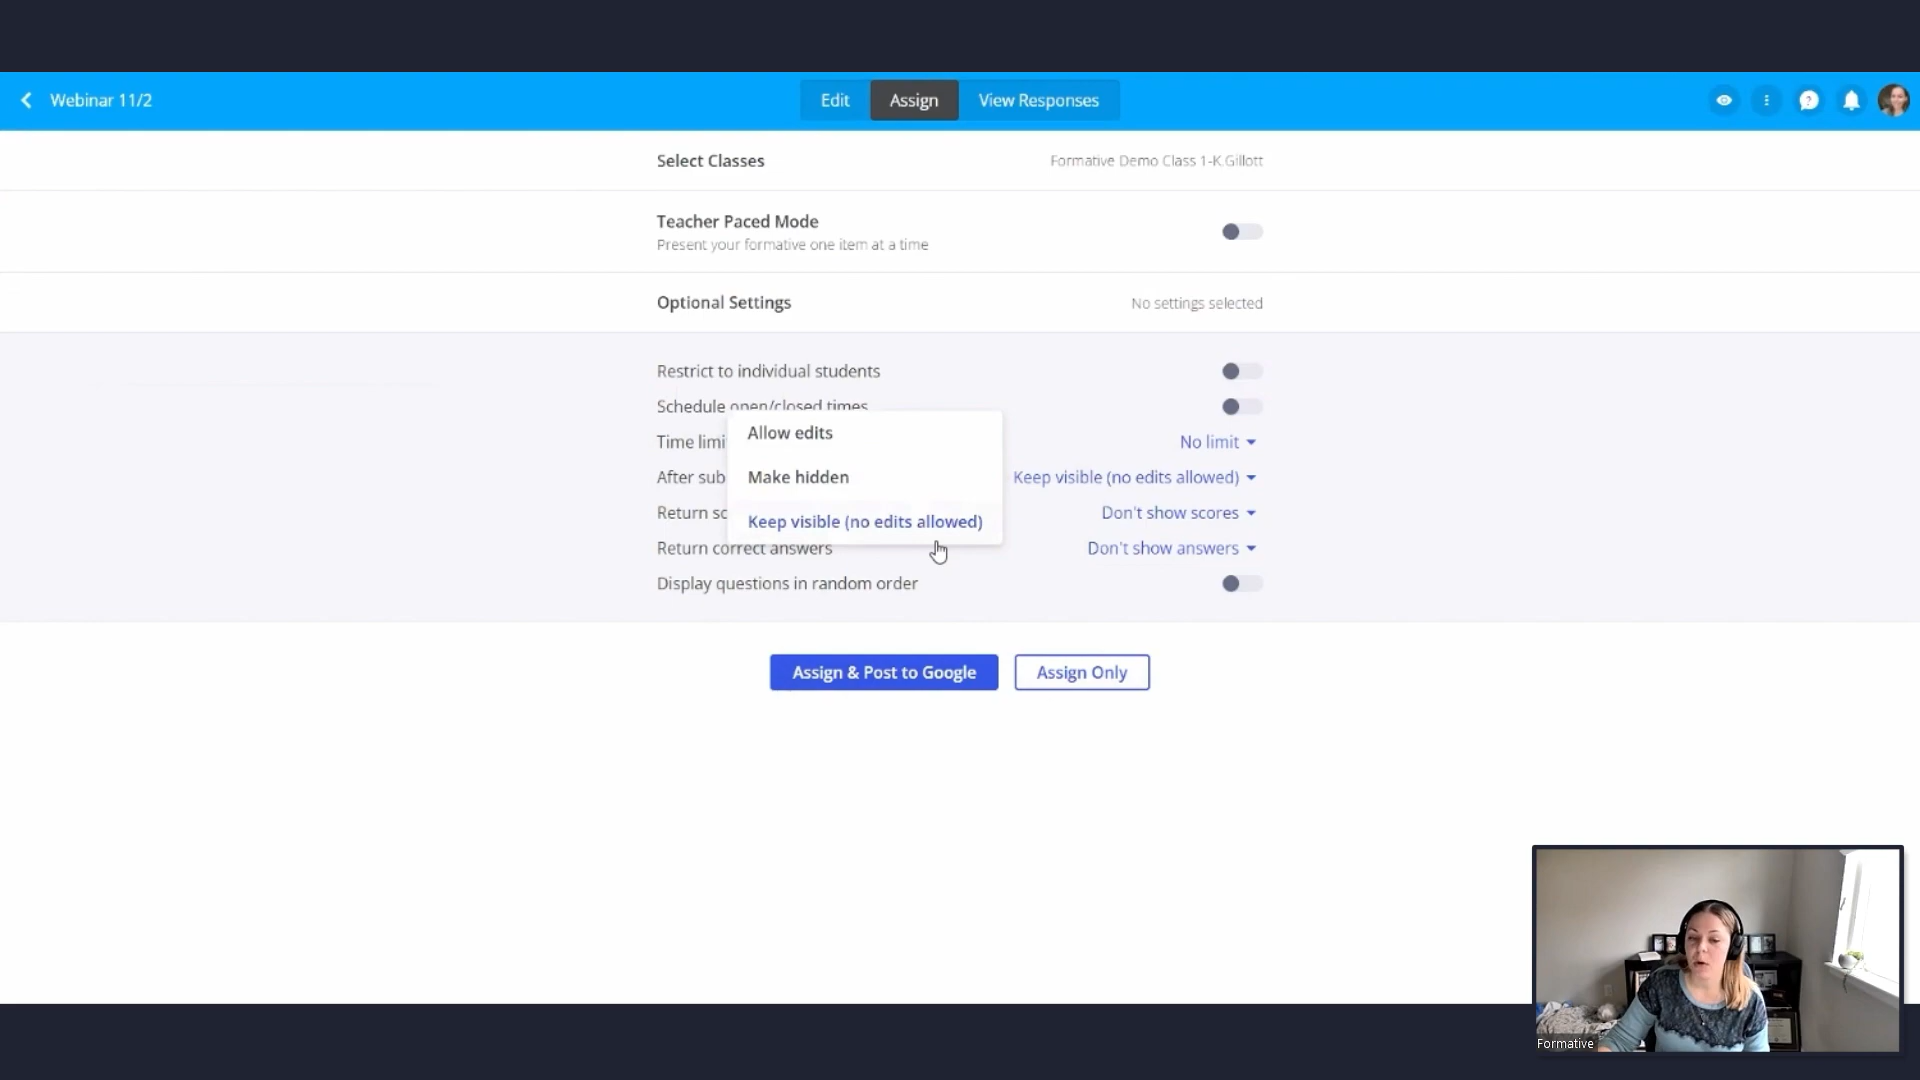 Webinar 11/2
Edit
Assign
View Responses
Select Classes
Formative Demo Class 1-K.Gillott
Teacher Paced Mode
Present your formative one item at a time
Optional Settings
No settings selected
Restrict to individual students
Schedule open/closed times
Time limi
No limit
After sub
Keep visible (no edits allowed)
Return sc
Don't show scores
Return correct answers
Don't show answers
Display questions in random order
Allow edits
Make hidden
Keep visible (no edits allowed)
Assign & Post to Google
Assign Only
Formative